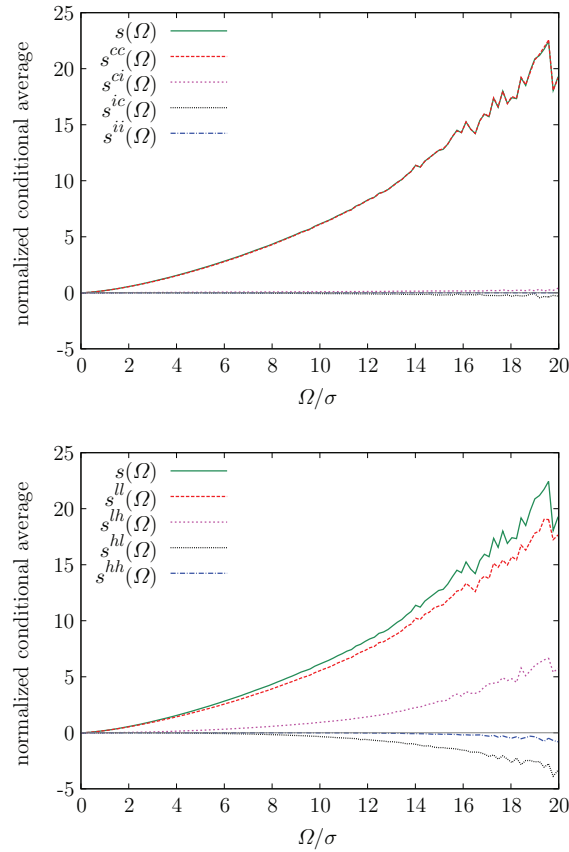 normalized conditional average
25
20
15
10
5
0
-5
s(Ω)
s^{cc}(Ω)
s^{ci}(Ω)
s^{ic}(Ω)
s^{ii}(Ω)
0 2 4 6 8 10 12 14 16 18 20
Ω/σ
normalized conditional average
25
20
15
10
5
0
-5
s(Ω)
s^{ll}(Ω)
s^{lh}(Ω)
s^{hl}(Ω)
s^{hh}(Ω)
0 2 4 6 8 10 12 14 16 18 20
Ω/σ